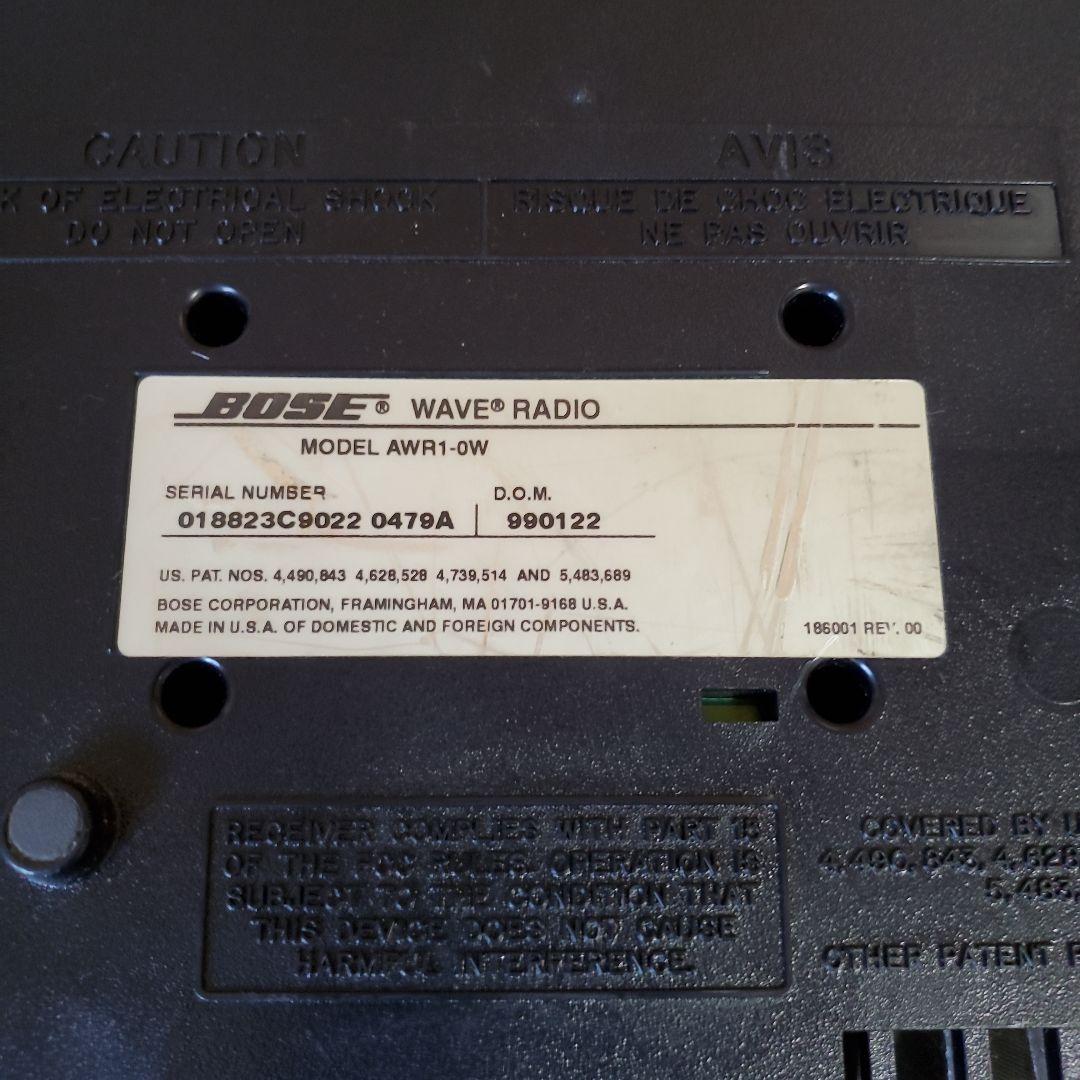 CAUTION
AVIS
K OF ELECTRICAL SHOCK
DO NOT OPEN
RISQUE DE CHOC ELECTRIQUE
NE PAS OUVRIR
BOSE® WAVE® RADIO
MODEL AWR1-0W
SERIAL NUMBER D.O.M.
018823C9022 0479A 990122
US. PAT. NOS. 4,490,843 4,628,528 4,739,514 AND 5,483,689
BOSE CORPORATION, FRAMINGHAM, MA 01701-9168 U.S.A.
MADE IN U.S.A. OF DOMESTIC AND FOREIGN COMPONENTS.
186001 REV. 00
RECEIVER COMPLIES WITH PART 15
OF THE FCC RULES. OPERATION IS
SUBJECT TO THE CONDITION THAT
THIS DEVICE DOES NOT CAUSE
HARMFUL INTERFERENCE.
COVERED BY U
4,490,843, 4,628
5,483,
OTHER PATENT P